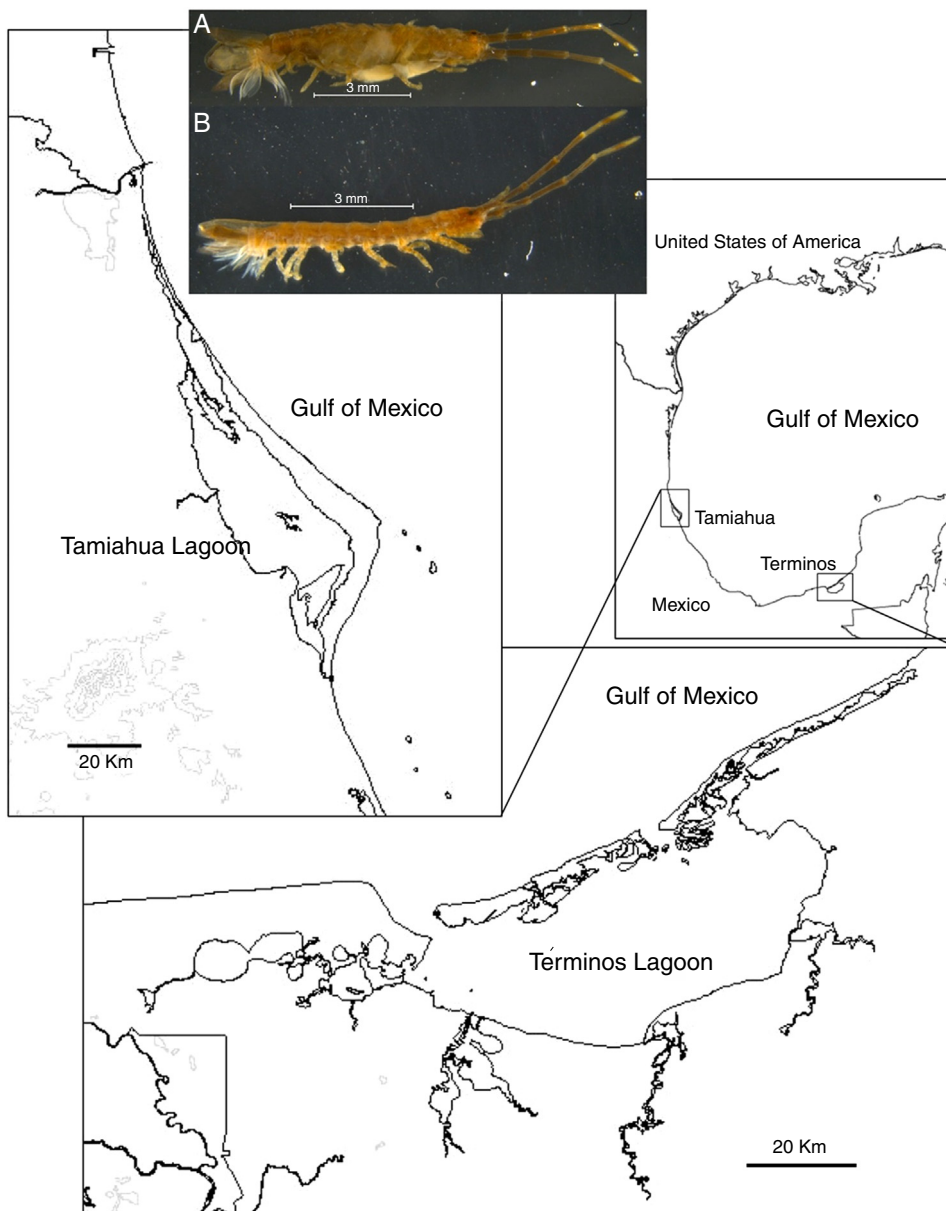 A
3 mm
B
3 mm
United States of America
Gulf of Mexico
Gulf of Mexico
Tamiahua
Tamiahua Lagoon
Terminos
Mexico
Gulf of Mexico
20 Km
Términos Lagoon
20 Km